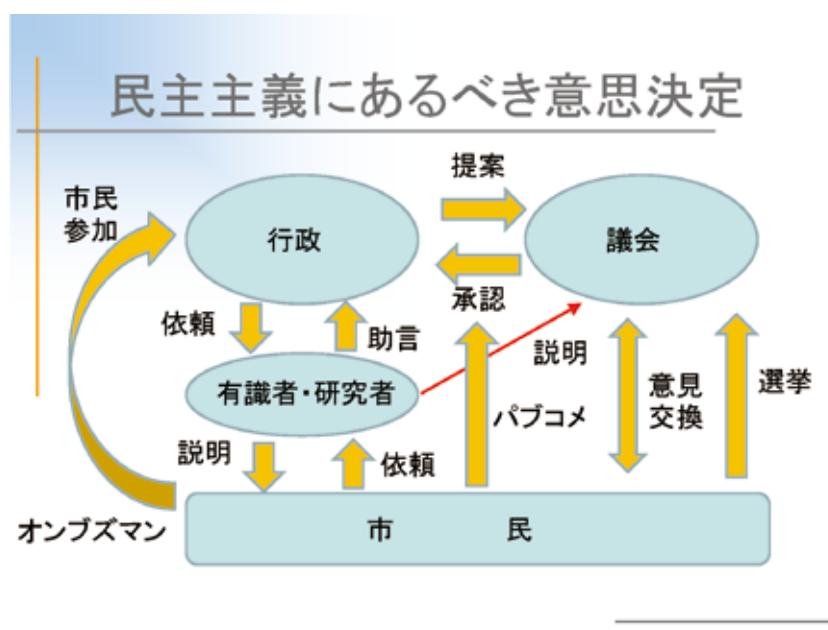 民主主義にあるべき意思決定
提案
市民
参加
行政
議会
承認
依頼
助言
説明
有識者・研究者
意見
交換
選挙
パブコメ
説明
依頼
オンブズマン
市 民